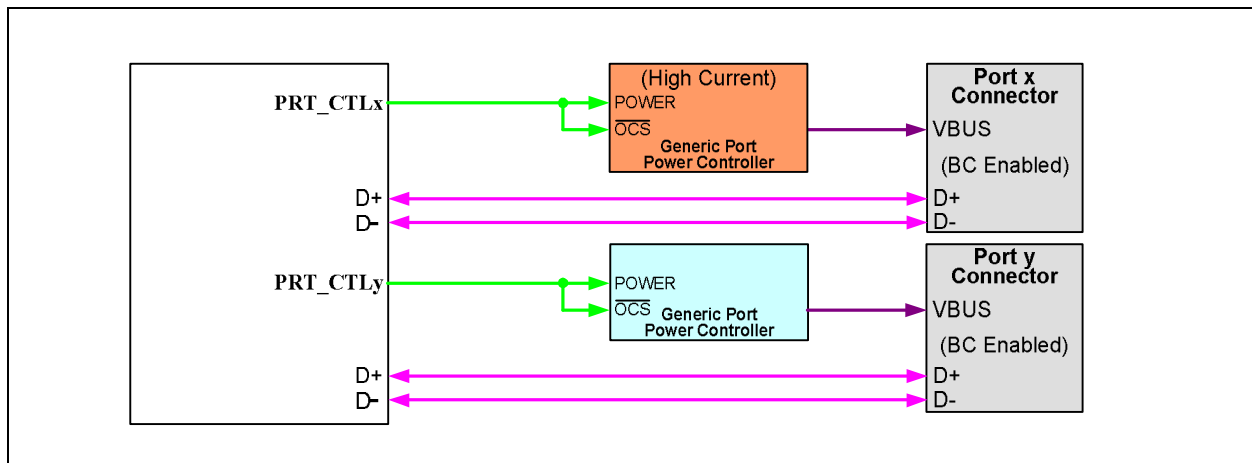 PRT_CTLx
D+
D-
PRT_CTLy
D+
D-
(High Current)
POWER
OCS
Generic Port
Power Controller
POWER
OCS
Generic Port
Power Controller
Port x
Connector
VBUS
(BC Enabled)
D+
D-
Port y
Connector
VBUS
(BC Enabled)
D+
D-